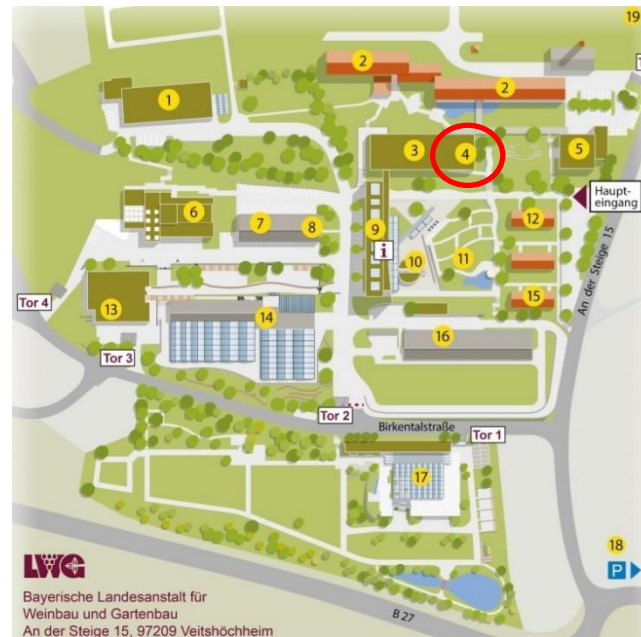 19
2
2
1
3
4
5
Haupt-
eingang
6
7
8
9
i
10
11
12
An der Steige 15
15
13
14
16
Tor 4
Tor 3
Tor 2
Birkentalstraße
Tor 1
17
18
P
LWG
Bayerische Landesanstalt für
Weinbau und Gartenbau
An der Steige 15, 97209 Veitshöchheim
B 27